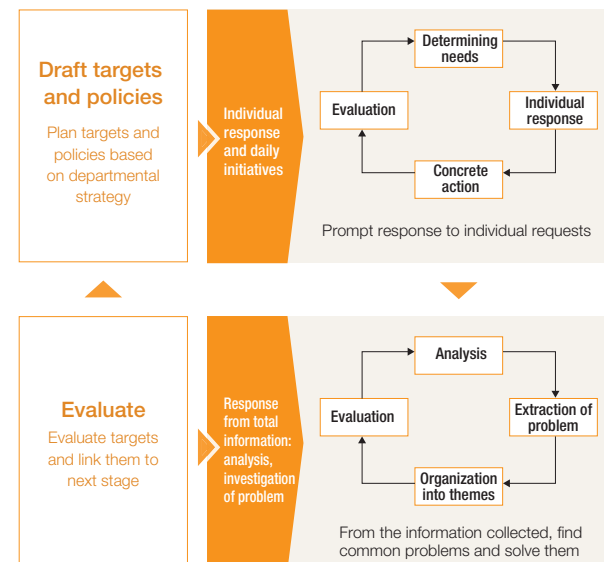 Draft targets
and policies
Plan targets and
policies based
on departmental
strategy
Individual
response
and daily
initiatives
Determining
needs
Individual
response
Concrete
action
Evaluation
Prompt response to individual requests
Evaluate
Evaluate targets
and link them to
next stage
Response
from total
information:
analysis,
investigation
of problem
Analysis
Extraction of
problem
Organization
into themes
Evaluation
From the information collected, find
common problems and solve them